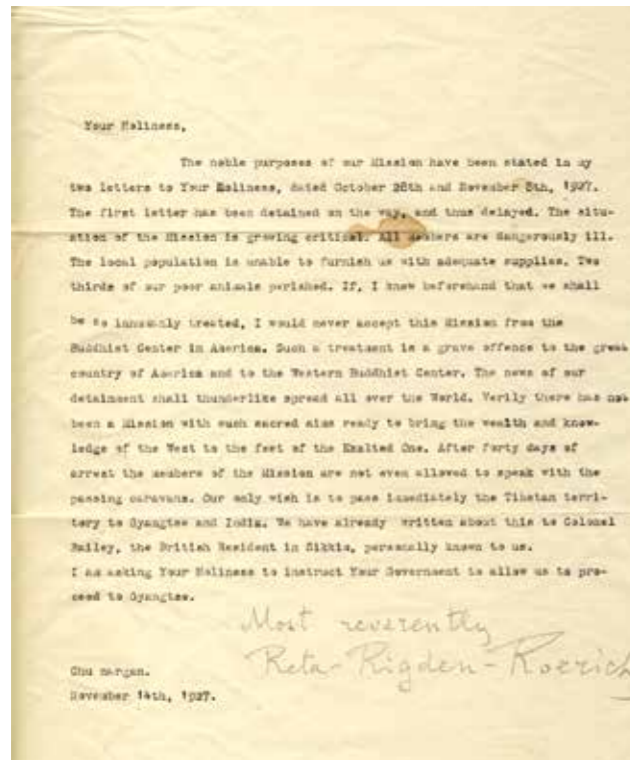 Your Holiness,
The noble purposes of our Mission have been stated in my
two letters to Your Holiness, dated October 28th and November 8th, 1927.
The first letter has been detained on the way, and thus delayed. The situ-
ation of the Mission is growing critical. All members are dangerously ill.
The local population is unable to furnish us with adequate supplies. Two
thirds of our poor animals perished. If, I knew beforehand that we shall
be so inhumanly treated, I would never accept this Mission from the
Buddhist Center in America. Such a treatment is a grave offence to the great
country of America and to the Western Buddhist Center. The news of our
detainment shall thunderlike spread all over the World. Verily there has not
been a Mission with such sacred aims ready to bring the wealth and know-
ledge of the West to the feet of the Exalted One. After forty days of
arrest the members of the Mission are not even allowed to speak with the
passing caravans. Our only wish is to pass immediately the Tibetan terri-
tory to Gyangtse and India. We have already written about this to Colonel
Bailey, the British Resident in Sikkim, personally known to us.
I am asking Your Holiness to instruct Your Government to allow us to pro-
ceed to Gyangtse.
Most reverently
Reta-Rigden-Roerich
Chu nargan.
November 14th, 1927.